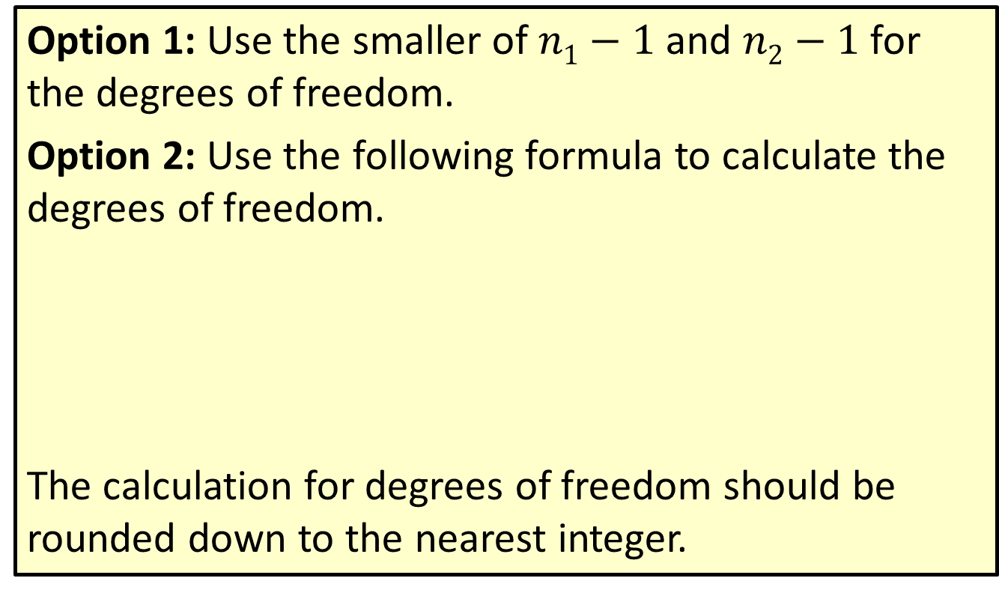 Option 1: Use the smaller of n₁ − 1 and n₂ − 1 for
the degrees of freedom.
Option 2: Use the following formula to calculate the
degrees of freedom.
The calculation for degrees of freedom should be
rounded down to the nearest integer.